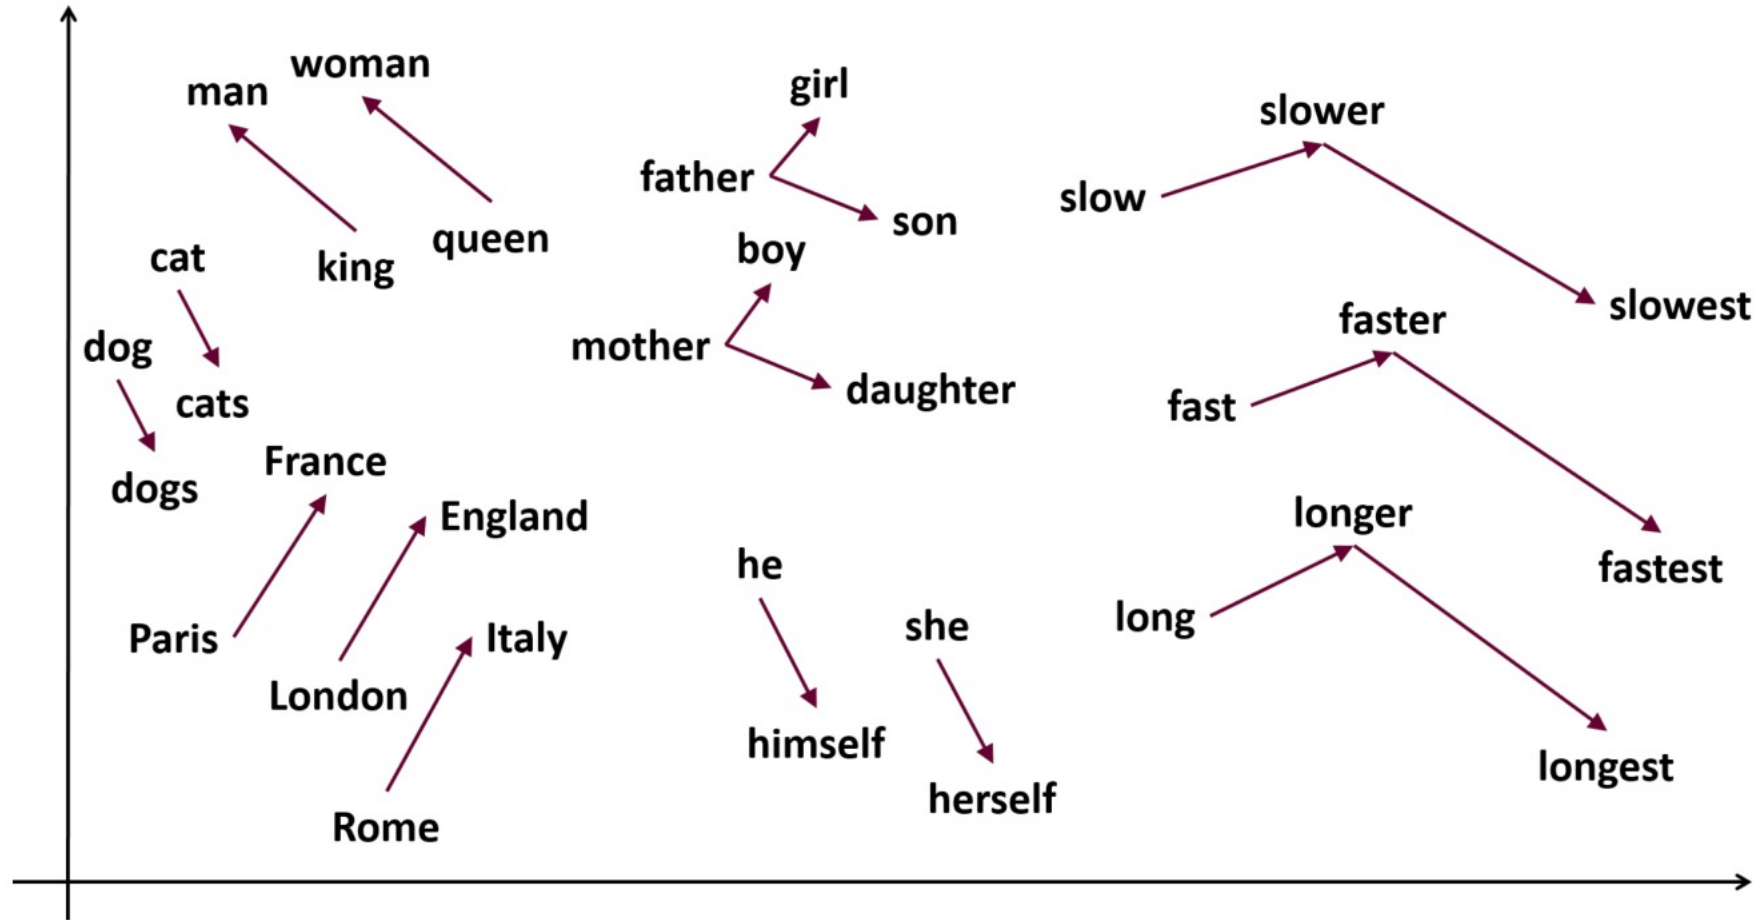 woman
man
girl
slower
father
slow
son
queen
boy
cat
king
slowest
faster
dog
mother
daughter
cats
fast
France
dogs
England
longer
he
fastest
long
she
Paris
Italy
London
himself
longest
herself
Rome